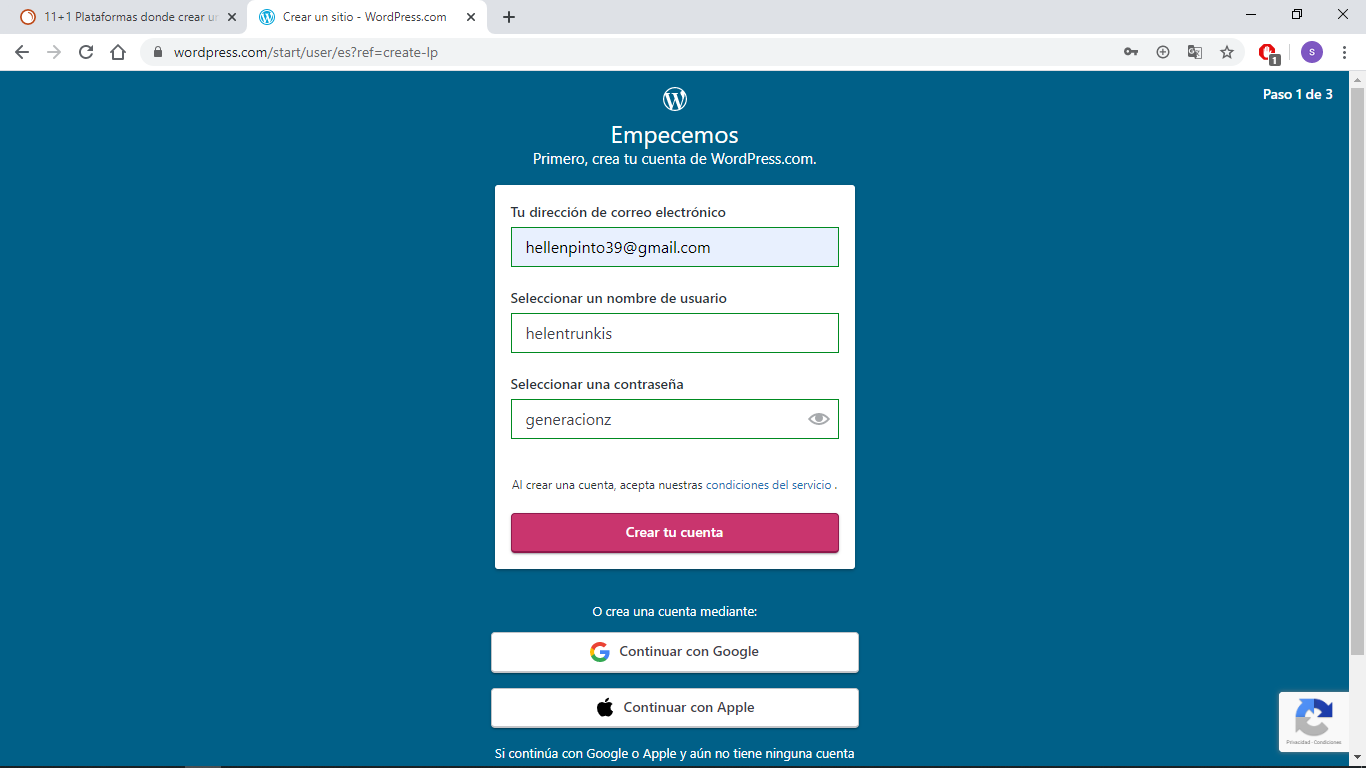 11+1 Plataformas donde crear un
Crear un sitio - WordPress.com
wordpress.com/start/user/es?ref=create-lp
1
s
Paso 1 de 3
Empecemos
Primero, crea tu cuenta de WordPress.com.
Tu dirección de correo electrónico
hellenpinto39@gmail.com
Seleccionar un nombre de usuario
helentrunkis
Seleccionar una contraseña
generacionz
Al crear una cuenta, acepta nuestras condiciones del servicio .
Crear tu cuenta
O crea una cuenta mediante:
Continuar con Google
Continuar con Apple
Privacidad - Condiciones
Si continúa con Google o Apple y aún no tiene ninguna cuenta